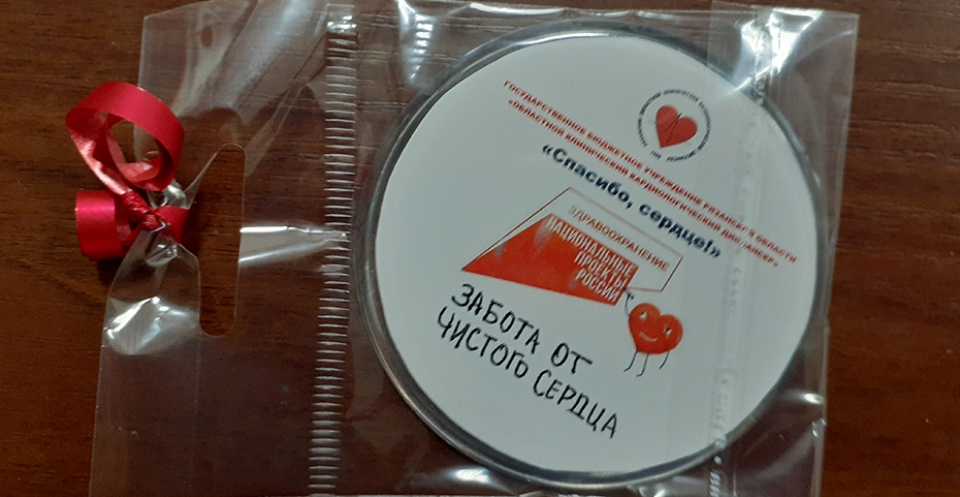 ГОСУДАРСТВЕННОЕ БЮДЖЕТНОЕ УЧРЕЖДЕНИЕ РЯЗАНСКОЙ ОБЛАСТИ
«ОБЛАСТНОЙ КЛИНИЧЕСКИЙ КАРДИОЛОГИЧЕСКИЙ ДИСПАНСЕР»
«Спасибо, сердце!»
ЗДРАВООХРАНЕНИЕ
НАЦИОНАЛЬНЫЕ
ПРОЕКТЫ
РОССИИ
ЗАБОТА ОТ
ЧИСТОГО СЕРДЦА